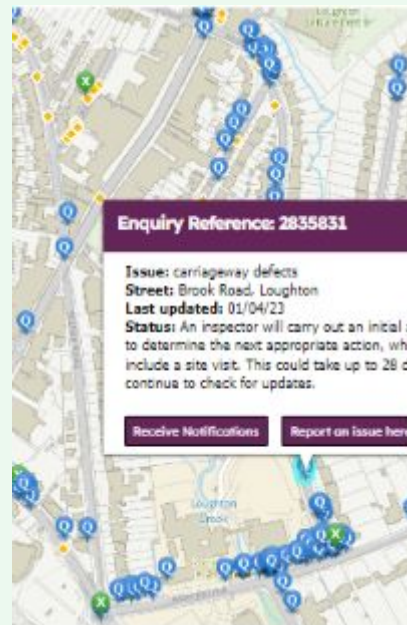 Enquiry Reference: 2835831
Issue: carriageway defects
Street: Brook Road, Loughton
Last updated: 01/04/23
Status: An inspector will carry out an initial
to determine the next appropriate action, wh
include a site visit. This could take up to 28
continue to check for updates.
Receive Notifications
Report an issue here
Loughton
Brook